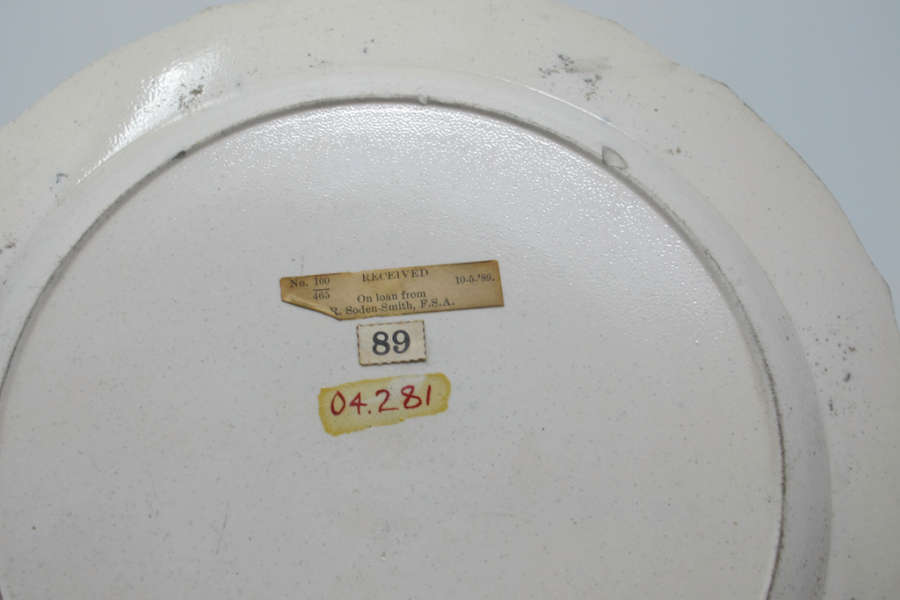 No. 100/465 RECEIVED 10-5-'89.
On loan from
R. Soden-Smith, F.S.A.
89
04.281